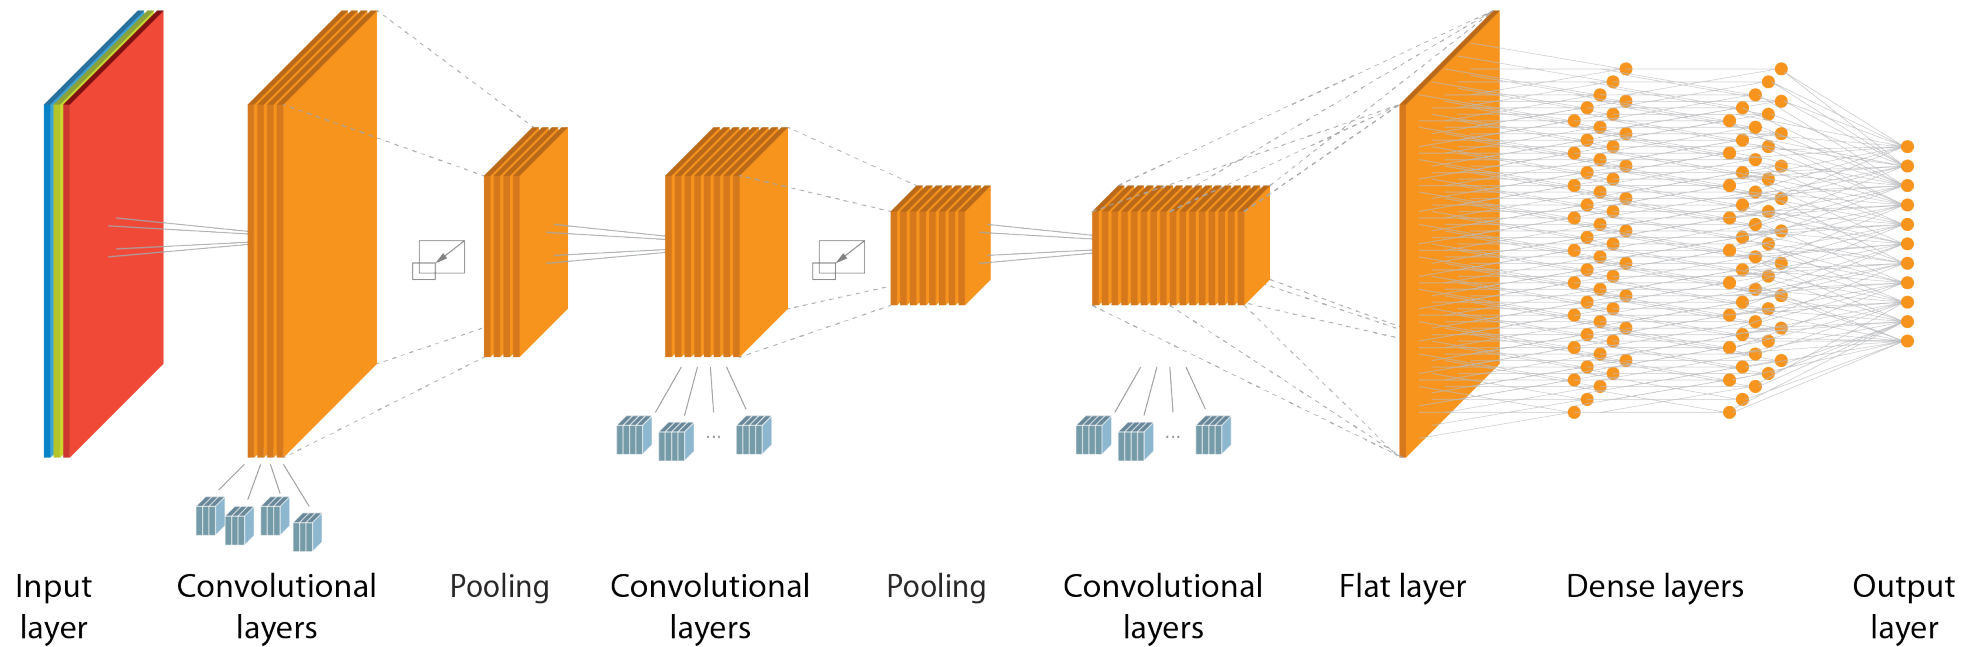 ...
...
Input
layer
Convolutional
layers
Pooling
Convolutional
layers
Pooling
Convolutional
layers
Flat layer
Dense layers
Output
layer